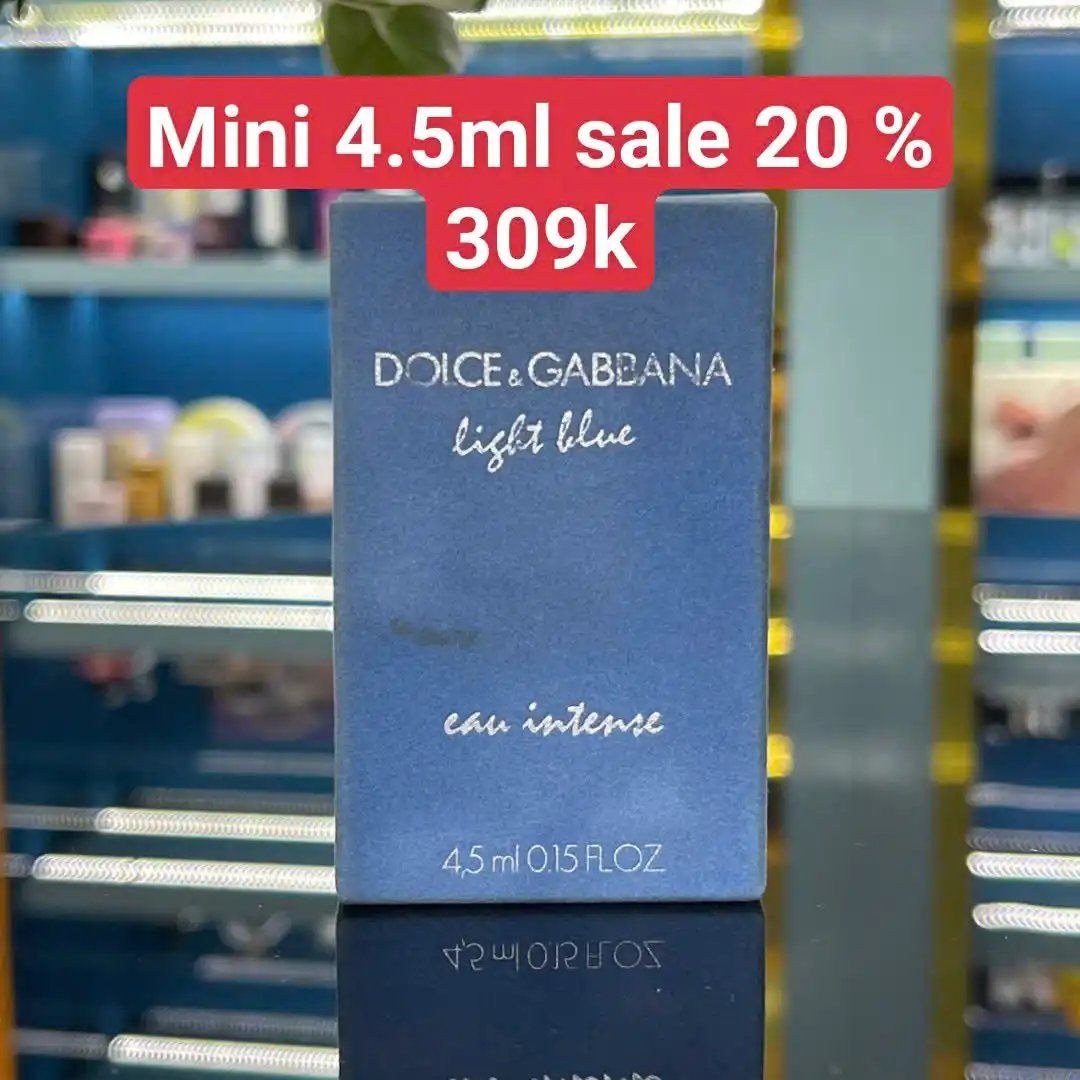 Mini 4.5ml sale 20 %
309k
DOLCE & GABBANA
light blue
eau intense
4,5 ml 0.15 FL OZ